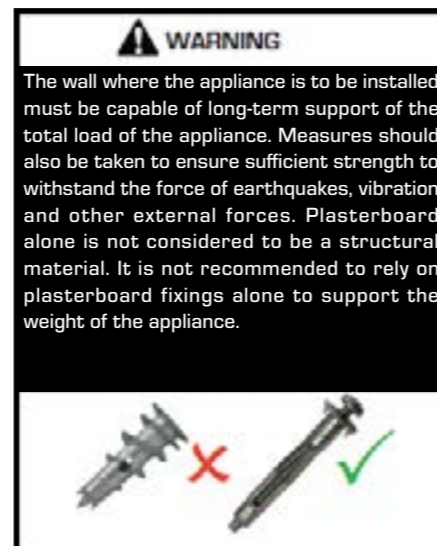 WARNING
The wall where the appliance is to be installed
must be capable of long-term support of the
total load of the appliance. Measures should
also be taken to ensure sufficient strength to
withstand the force of earthquakes, vibration
and other external forces. Plasterboard
alone is not considered to be a structural
material. It is not recommended to rely on
plasterboard fixings alone to support the
weight of the appliance.